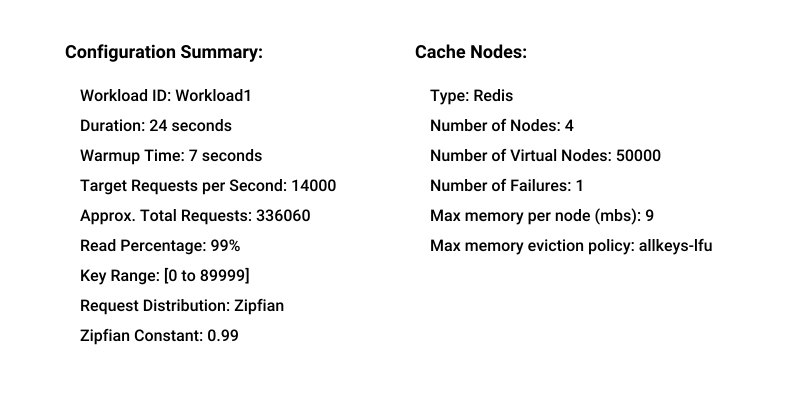 Configuration Summary:
Workload ID: Workload1
Duration: 24 seconds
Warmup Time: 7 seconds
Target Requests per Second: 14000
Approx. Total Requests: 336060
Read Percentage: 99%
Key Range: [0 to 89999]
Request Distribution: Zipfian
Zipfian Constant: 0.99
Cache Nodes:
Type: Redis
Number of Nodes: 4
Number of Virtual Nodes: 50000
Number of Failures: 1
Max memory per node (mbs): 9
Max memory eviction policy: allkeys-lfu